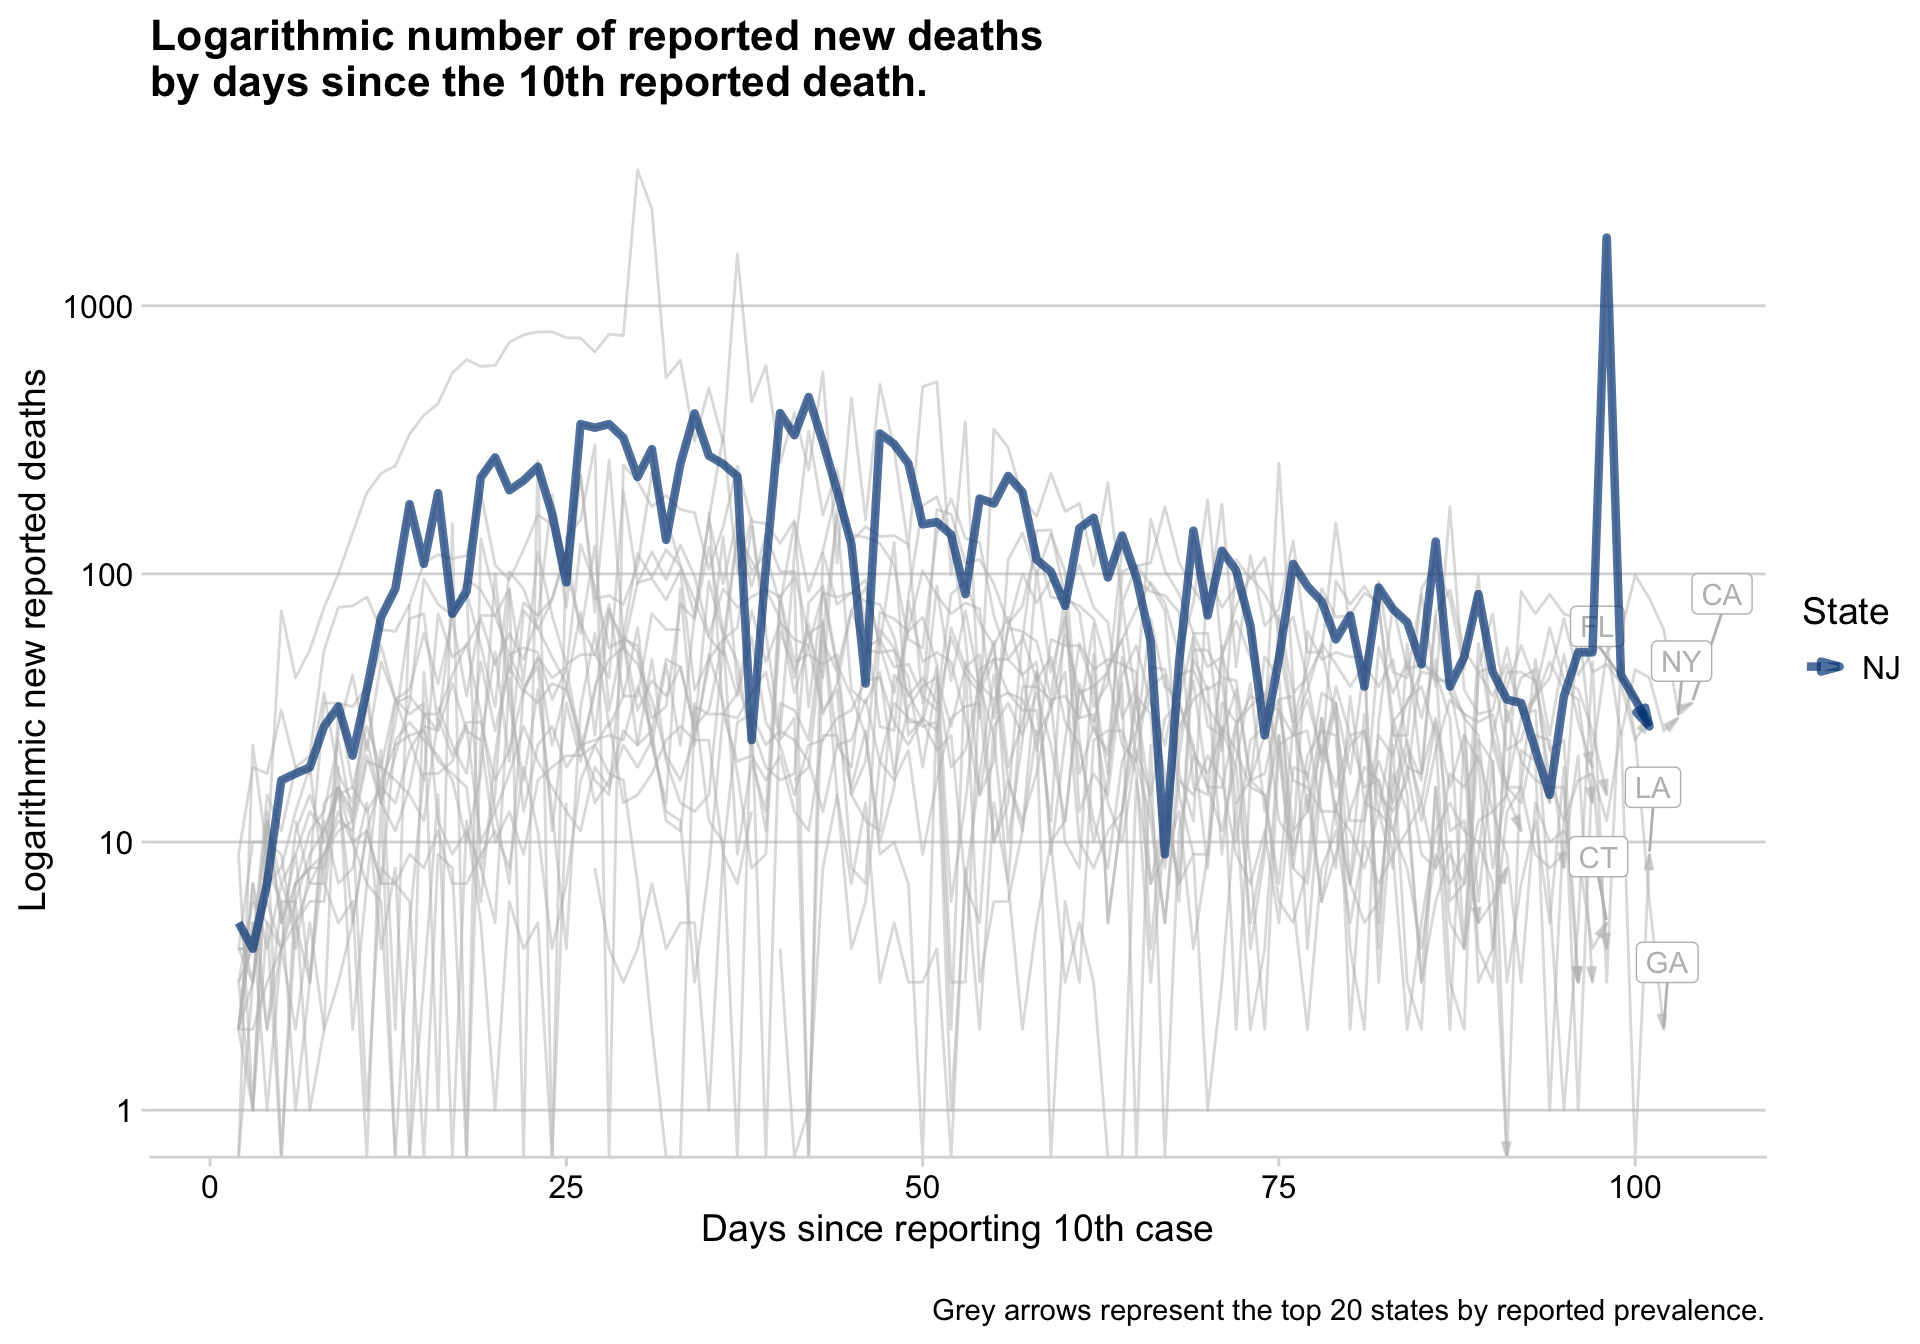 Logarithmic number of reported new deaths
by days since the 10th reported death.
Logarithmic new reported deaths
1000
100
10
1
FL
CA
NY
LA
CT
GA
State
NJ
0
25
50
75
100
Days since reporting 10th case
Grey arrows represent the top 20 states by reported prevalence.